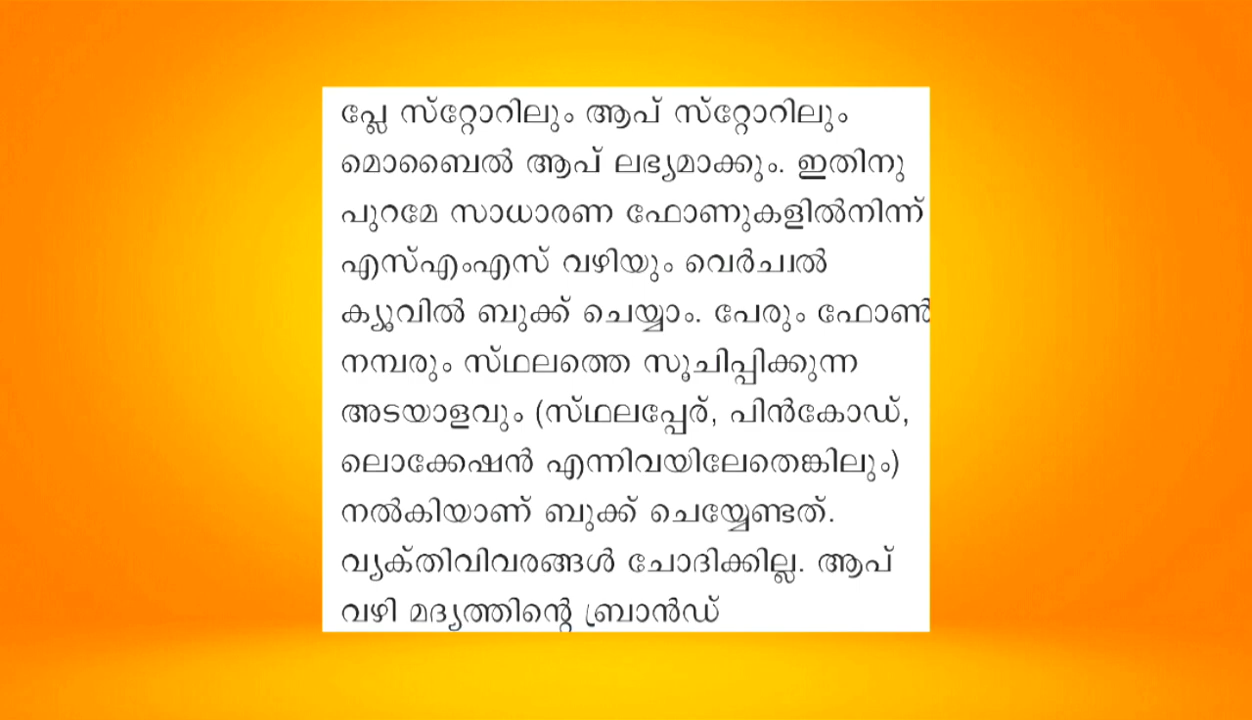 പ്ലേ സ്റ്റോറിലും ആപ് സ്റ്റോറിലും
മൊബൈൽ ആപ് ലഭ്യമാക്കും. ഇതിനു
പുറമേ സാധാരണ ഫോണുകളിൽനിന്ന്
എസ്എംഎസ് വഴിയും വെർച്വൽ
ക്യൂവിൽ ബുക്ക് ചെയ്യാം. പേരും ഫോൺ
നമ്പരും സ്ഥലത്തെ സൂചിപ്പിക്കുന്ന
അടയാളവും (സ്ഥലപ്പേര്, പിൻകോഡ്,
ലൊക്കേഷൻ എന്നിവയിലേതെങ്കിലും)
നൽകിയാണ് ബുക്ക് ചെയ്യേണ്ടത്.
വ്യക്തിവിവരങ്ങൾ ചോദിക്കില്ല. ആപ്
വഴി മദ്യത്തിന്റെ ബ്രാൻഡ്